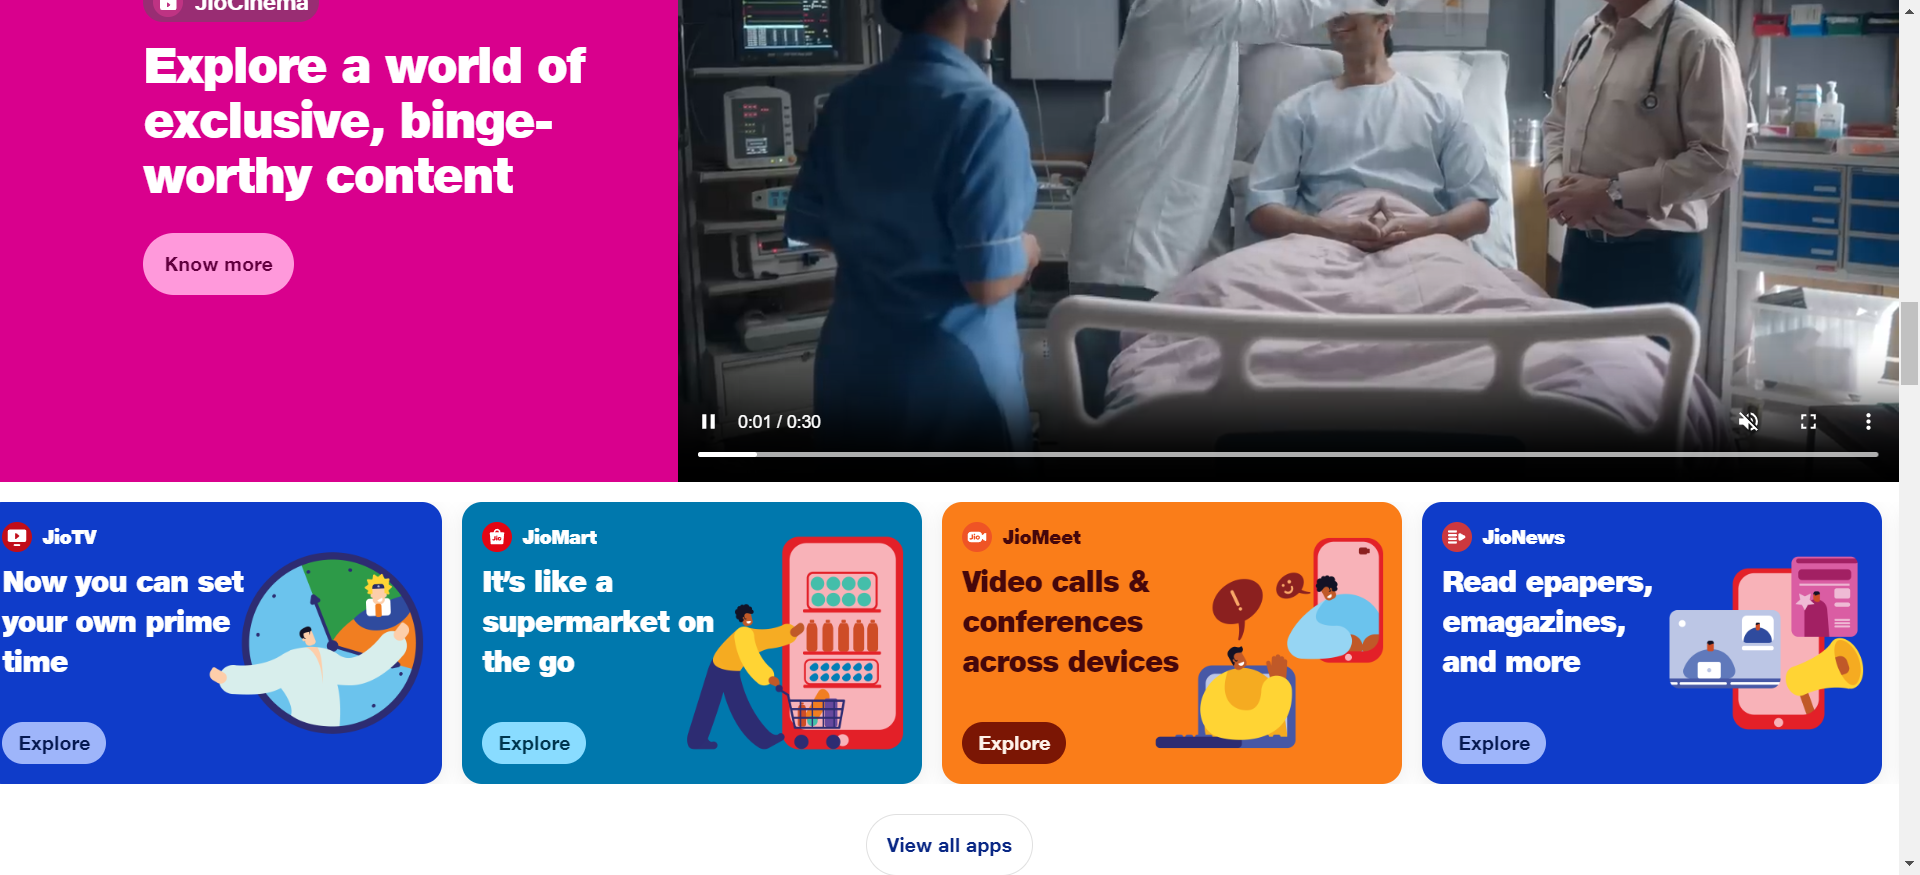 JioCinema
Explore a world of
exclusive, binge-
worthy content
Know more
0:01 / 0:30
JioTV
Now you can set
your own prime
time
Explore
JioMart
It's like a
supermarket on
the go
Explore
JioMeet
Video calls &
conferences
across devices
Explore
JioNews
Read epapers,
emagazines,
and more
Explore
View all apps